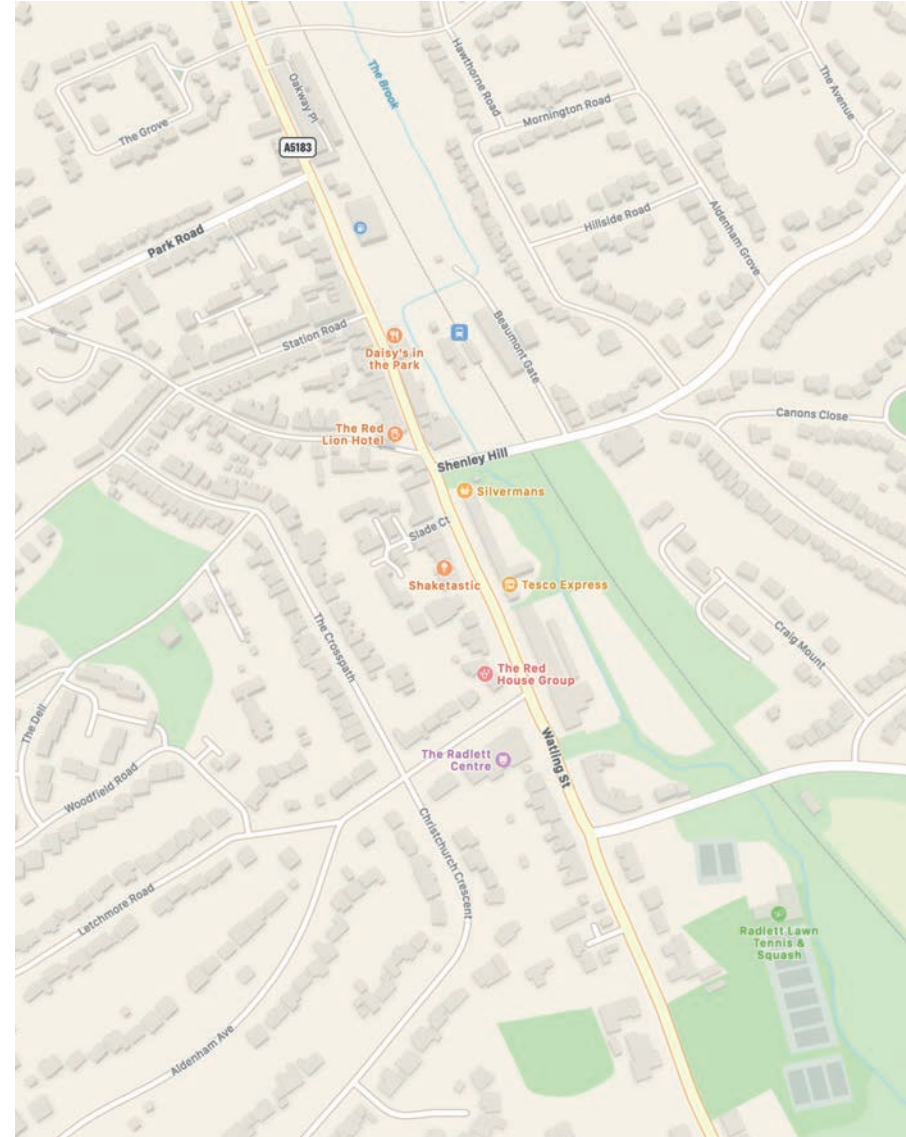 Hawthorne Road
The Avenue
The Brook
Oakway Pl
Mornington Road
The Grove
A5183
Hillside Road
Aldenham Grove
Park Road
Station Road
Beaumont Gate
Daisy's in
the Park
Canons Close
The Red
Lion Hotel
Shenley Hill
Silvermans
Slade Ct
Shaketastic
Tesco Express
The Crosspath
Craig Mount
The Red
House Group
The Dell
Watling St
The Radlett
Centre
Woodfield Road
Christchurch Crescent
Letchmore Road
Radlett Lawn
Tennis &
Squash
Aldenham Ave